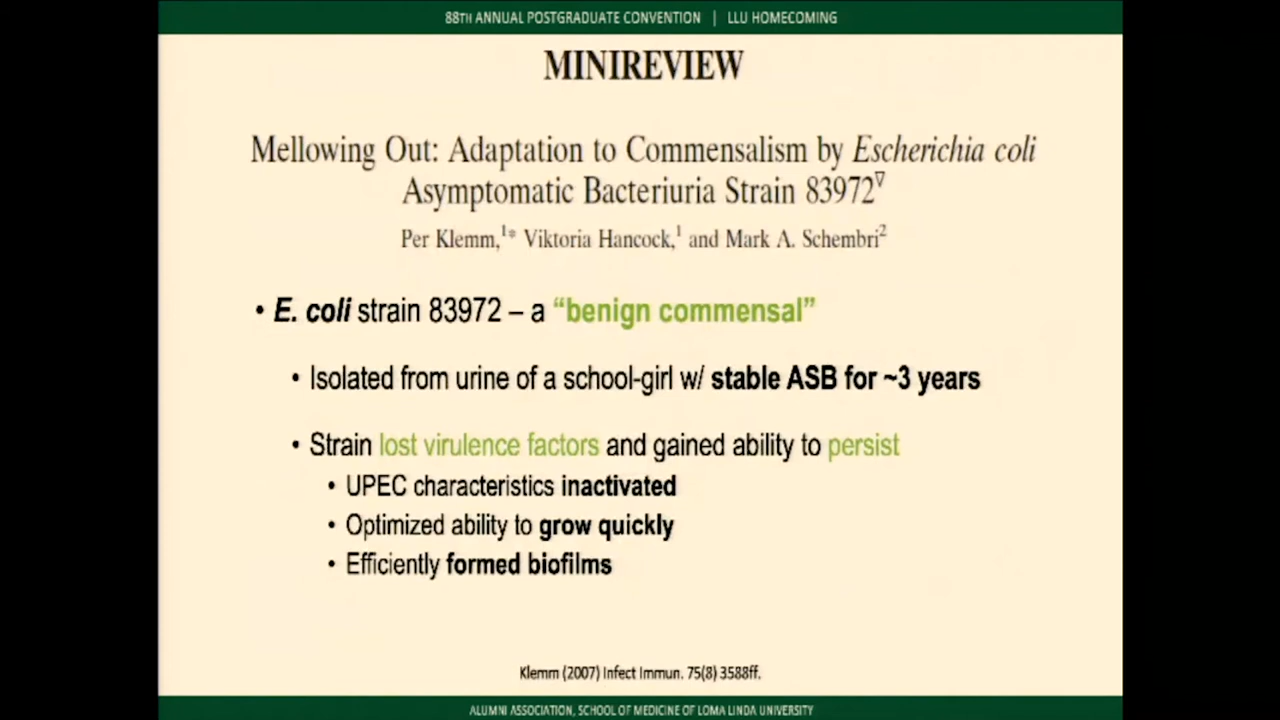 88TH ANNUAL POSTGRADUATE CONVENTION | LLU HOMECOMING
MINIREVIEW
Mellowing Out: Adaptation to Commensalism by Escherichia coli
Asymptomatic Bacteriuria Strain 83972∇
Per Klemm,1* Viktoria Hancock,1 and Mark A. Schembri2
• E. coli strain 83972 – a “benign commensal”
• Isolated from urine of a school-girl w/ stable ASB for ~3 years
• Strain lost virulence factors and gained ability to persist
• UPEC characteristics inactivated
• Optimized ability to grow quickly
• Efficiently formed biofilms
Klemm (2007) Infect Immun. 75(8) 3588ff.
ALUMNI ASSOCIATION, SCHOOL OF MEDICINE OF LOMA LINDA UNIVERSITY